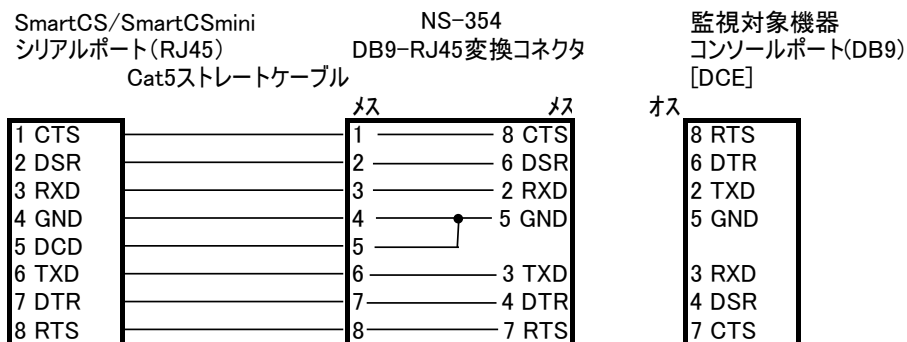 SmartCS/SmartCSmini
シリアルポート（RJ45）
Cat5ストレートケーブル
NS-354
DB9-RJ45変換コネクタ
監視対象機器
コンソールポート(DB9)
[DCE]
メス メス オス
1 CTS 1 8 CTS 8 RTS
2 DSR 2 6 DSR 6 DTR
3 RXD 3 2 RXD 2 TXD
4 GND 4 5 GND 5 GND
5 DCD 5
6 TXD 6 3 TXD 3 RXD
7 DTR 7 4 DTR 4 DSR
8 RTS 8 7 RTS 7 CTS